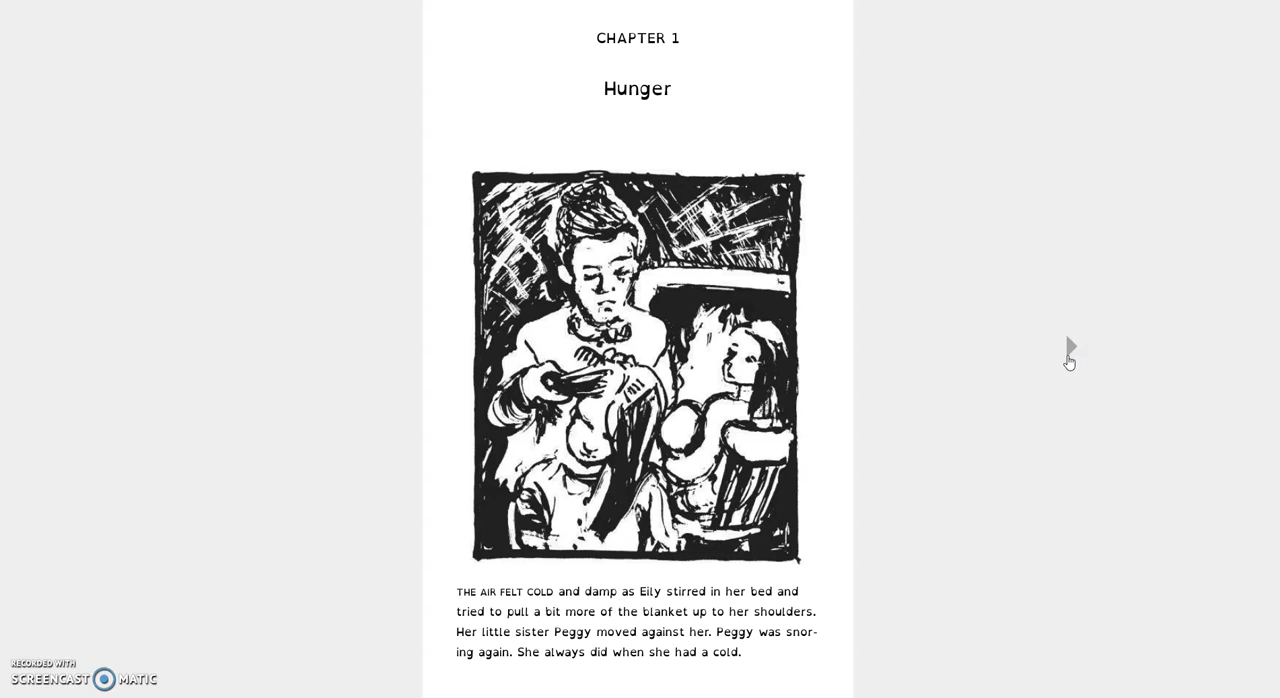 CHAPTER 1
Hunger
THE AIR FELT COLD and damp as Eily stirred in her bed and
tried to pull a bit more of the blanket up to her shoulders.
Her little sister Peggy moved against her. Peggy was snor-
ing again. She always did when she had a cold.
RECORDED WITH
SCREENCAST MATIC